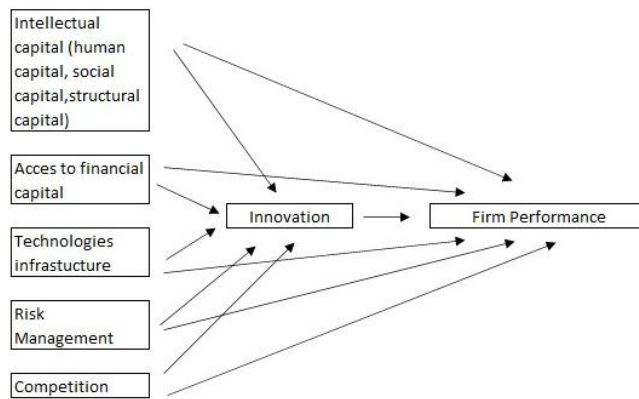 Intellectual
capital (human
capital, social
capital,structural
capital)
Acces to financial
capital
Innovation
Firm Performance
Technologies
infrastucture
Risk
Management
Competition